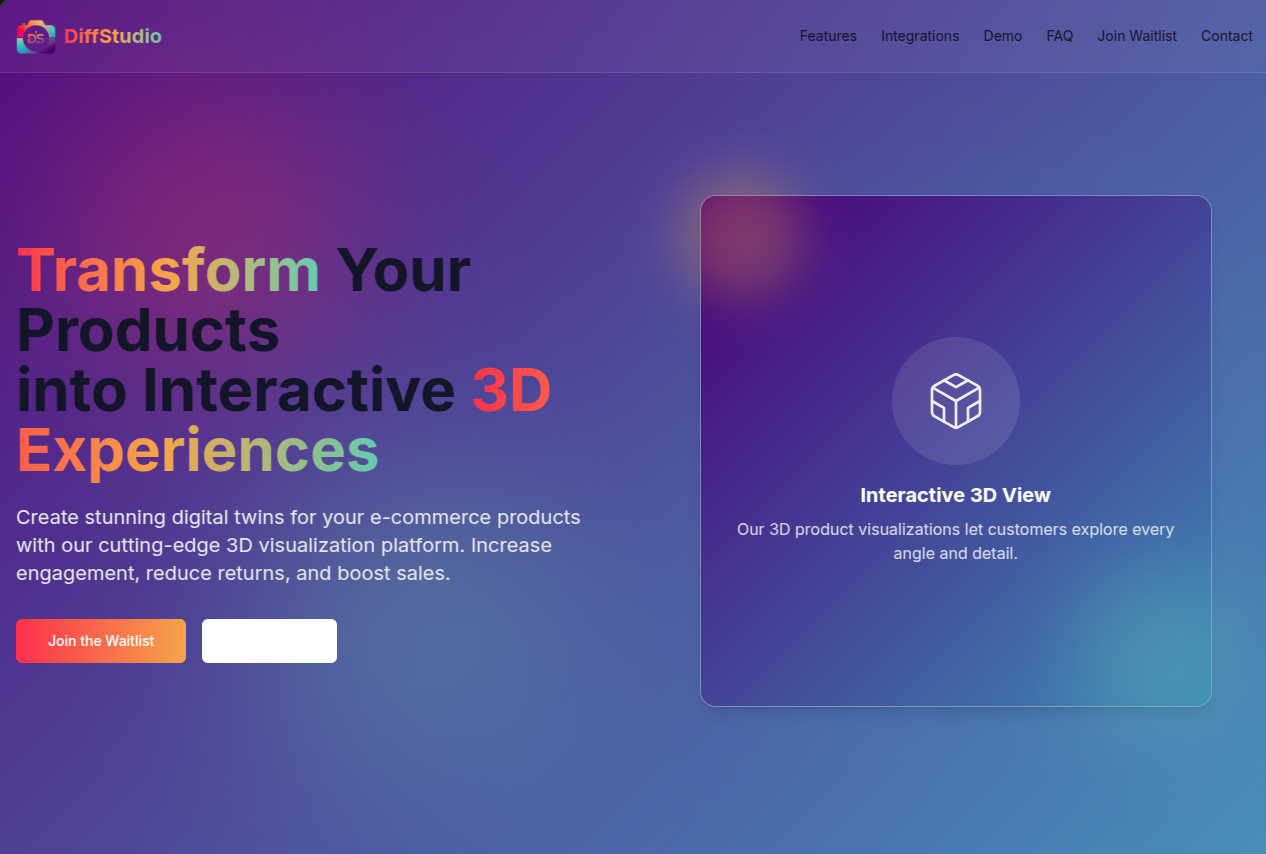 DiffStudio
Features Integrations Demo FAQ Join Waitlist Contact
Transform Your
Products
into Interactive 3D
Experiences
Create stunning digital twins for your e-commerce products
with our cutting-edge 3D visualization platform. Increase
engagement, reduce returns, and boost sales.
Join the Waitlist
Interactive 3D View
Our 3D product visualizations let customers explore every
angle and detail.